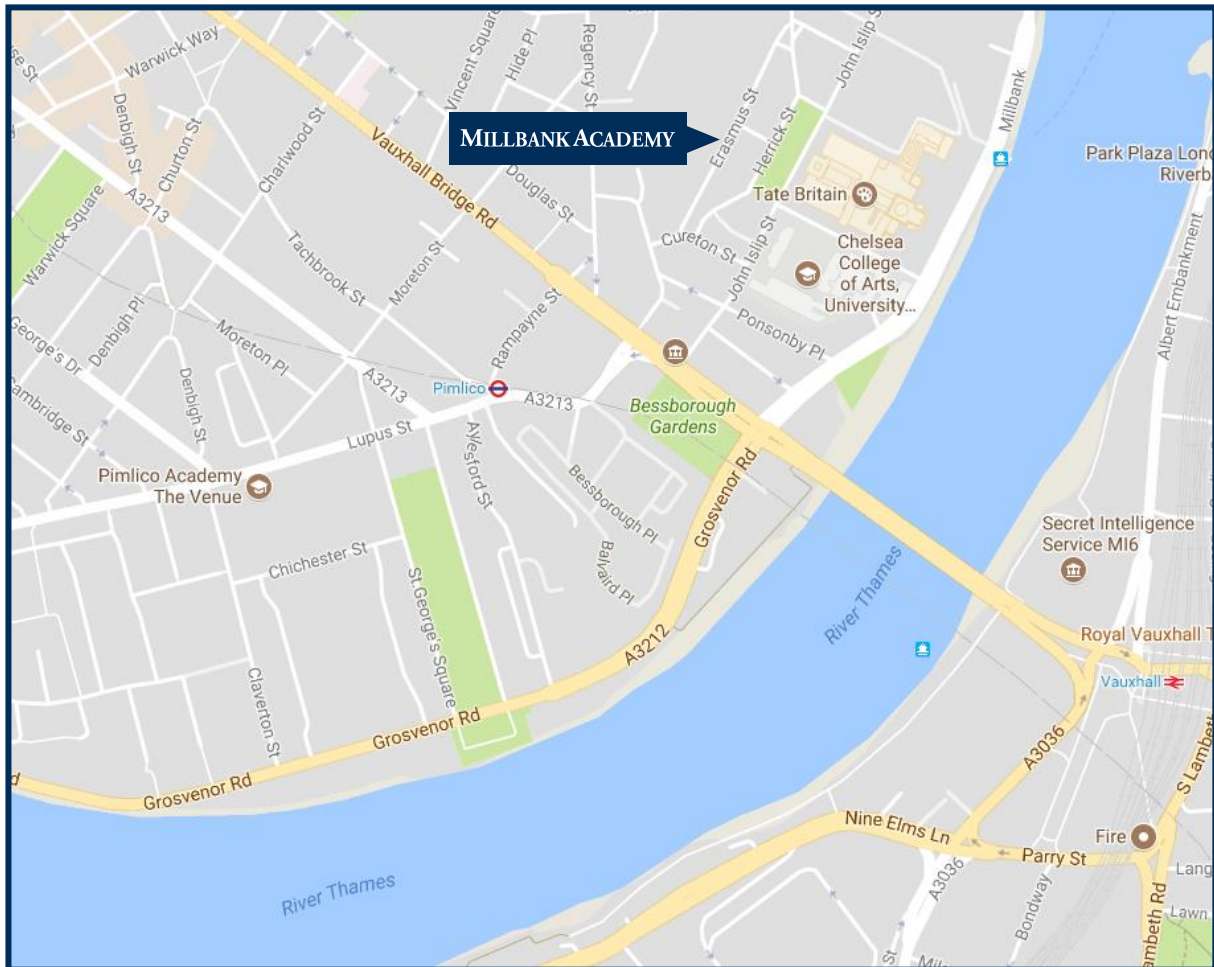 Warwick Way
Denbigh St
Churton St
Charlwood St
Vincent Square
Hide Pl
Regency St
John Islip St
Millbank
MILLBANK ACADEMY
Erasmus St
Herrick St
Vauxhall Bridge Rd
Douglas St
Tate Britain
Park Plaza
Riverb
A3213
Warwick Square
Tachbrook St
Moreton St
Cureton St
John Islip St
Chelsea
College
of Arts,
University...
Albert Embankment
Rampayne St
Ponsonby Pl
George's Dr
Denbigh Pl
Moreton Pl
Denbigh St
A3213
Pimlico
A3213
Bessborough
Gardens
Cambridge St
Lupus St
Aylesford St
Pimlico Academy
The Venue
Bessborough Pl
Grosvenor Rd
Secret Intelligence
Service MI6
Chichester St
St.George's Square
Balvaird Pl
River Thames
A3212
Royal Vauxhall T
Vauxhall
Claverton St
Grosvenor Rd
Grosvenor Rd
A3036
S Lambeth
Nine Elms Ln
Fire
Parry St
A3036
Bondway
Lang
Lawn
River Thames
ambeth Rd
St